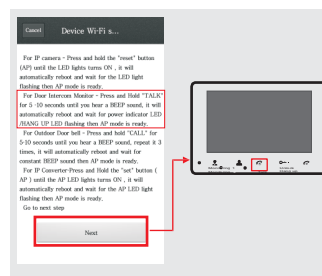 Cancel Device Wi-Fi s...
For IP camera - Press and hold the "reset" button
(AP) until the LED lights turns ON , it will
automatically reboot and wait for the LED light
flashing then AP mode is ready.
For Door Intercom Monitor - Press and Hold "TALK"
for 5 -10 seconds until you hear a BEEP sound, it will
automatically reboot and wait for power indicator LED
/HANG UP LED flashing then AP mode is ready.
For Outdoor Door bell - Press and hold "CALL" for
5-10 seconds until you hear a BEEP sound, repeat it 3
times, it will automatically reboot and wait for
constant BEEP sound then AP mode is ready.
For IP Converter-Press and Hold the "set" button (
AP ) until the AP LED lights turns ON , it will
automatically reboot and wait for the AP LED light
flashing then AP mode is ready.
Go to next step
Next